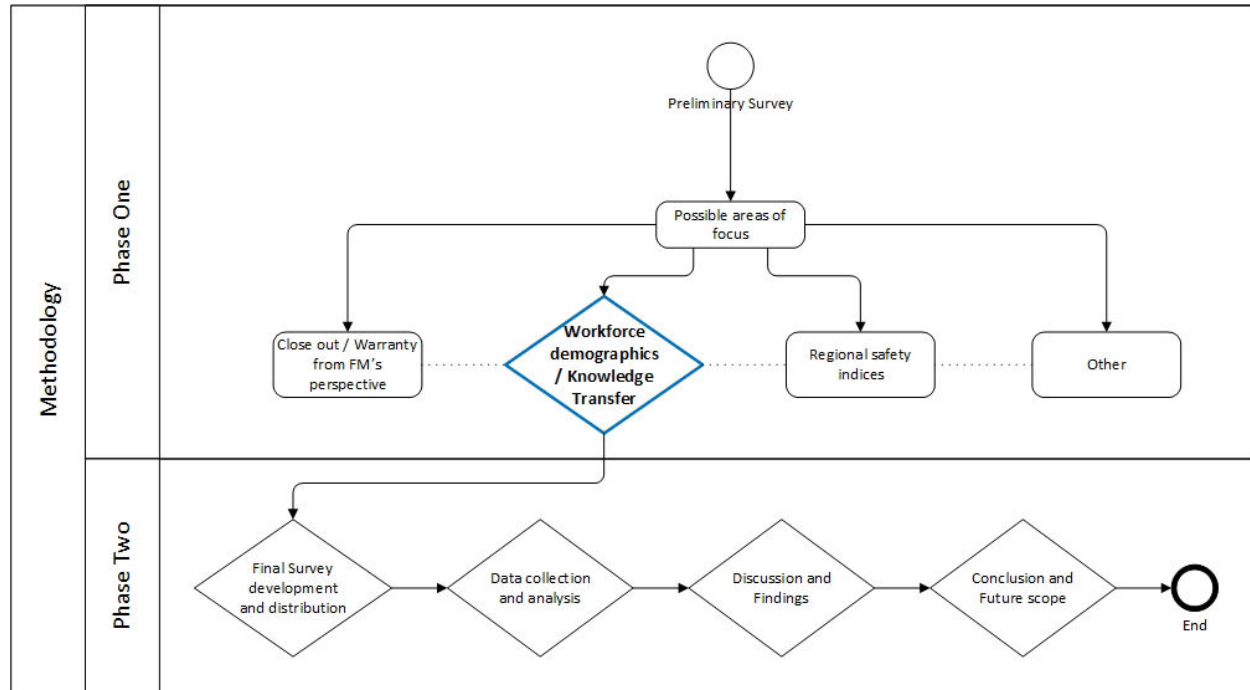 Methodology
Phase One
Preliminary Survey
Possible areas of
focus
Close out / Warranty
from FM's
perspective
Workforce
demographics
/ Knowledge
Transfer
Regional safety
indices
Other
Phase Two
Final Survey
development
and distribution
Data collection
and analysis
Discussion and
Findings
Conclusion and
Future scope
End